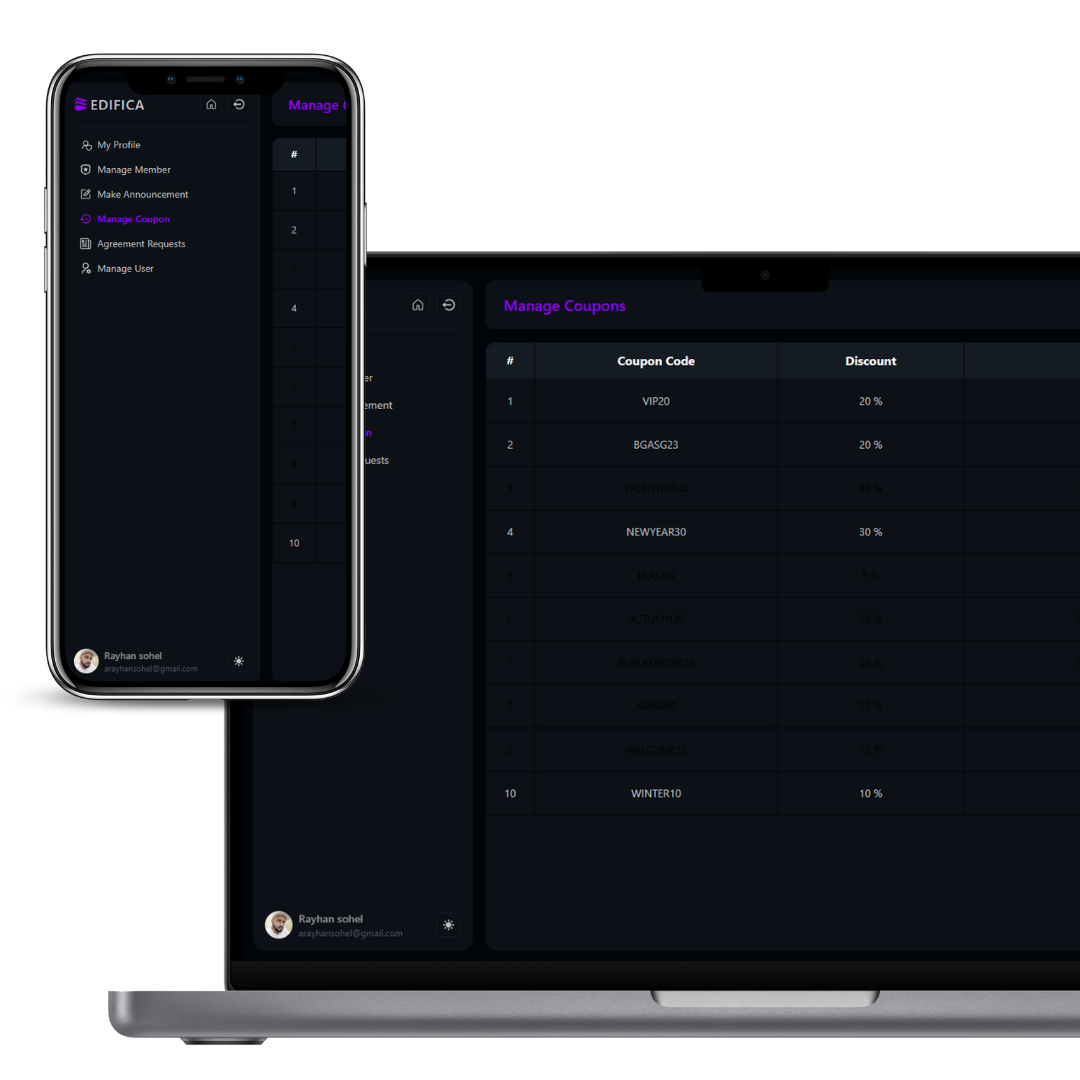 EDIFICA
My Profile
Manage Member
Make Announcement
Manage Coupon
Agreement Requests
Manage User
Rayhan sohel
arayhansohel@gmail.com
Manage
#
1
2
3
4
5
6
7
8
9
10
er
ement
n
uests
Rayhan sohel
arayhansohel@gmail.com
Manage Coupons
# Coupon Code Discount
1 VIP20 20 %
2 BGASG23 20 %
3 VALENTINE40 40 %
4 NEWYEAR30 30 %
5 FLASH5 5 %
6 AUTUMN20 20 %
7 BLACKFRIDAY35 35 %
8 XMAS50 50 %
9 WELCOME15 15 %
10 WINTER10 10 %